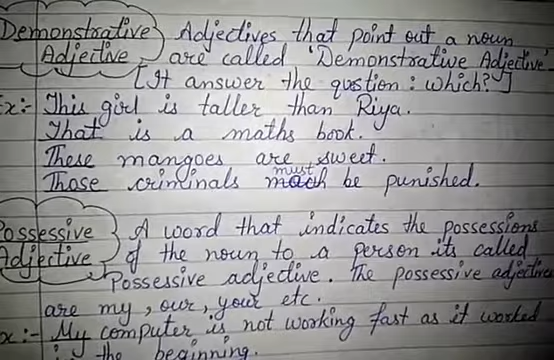 Demonstrative Adjectives that point out a noun
Adjective are called 'Demonstrative Adjective'
[It answer the qustion : which?]
Ex:- This girl is taller than Riya.
That is a maths book.
These mangoes are sweet.
must
Those criminals be punished.
Possessive A word that indicates the possessions
Adjective of the noun to a person its called
Possessive adjective. The possessive adjective
are my, our, your etc.
Ex:- My computer is not working fast as it worked
in the beginning.